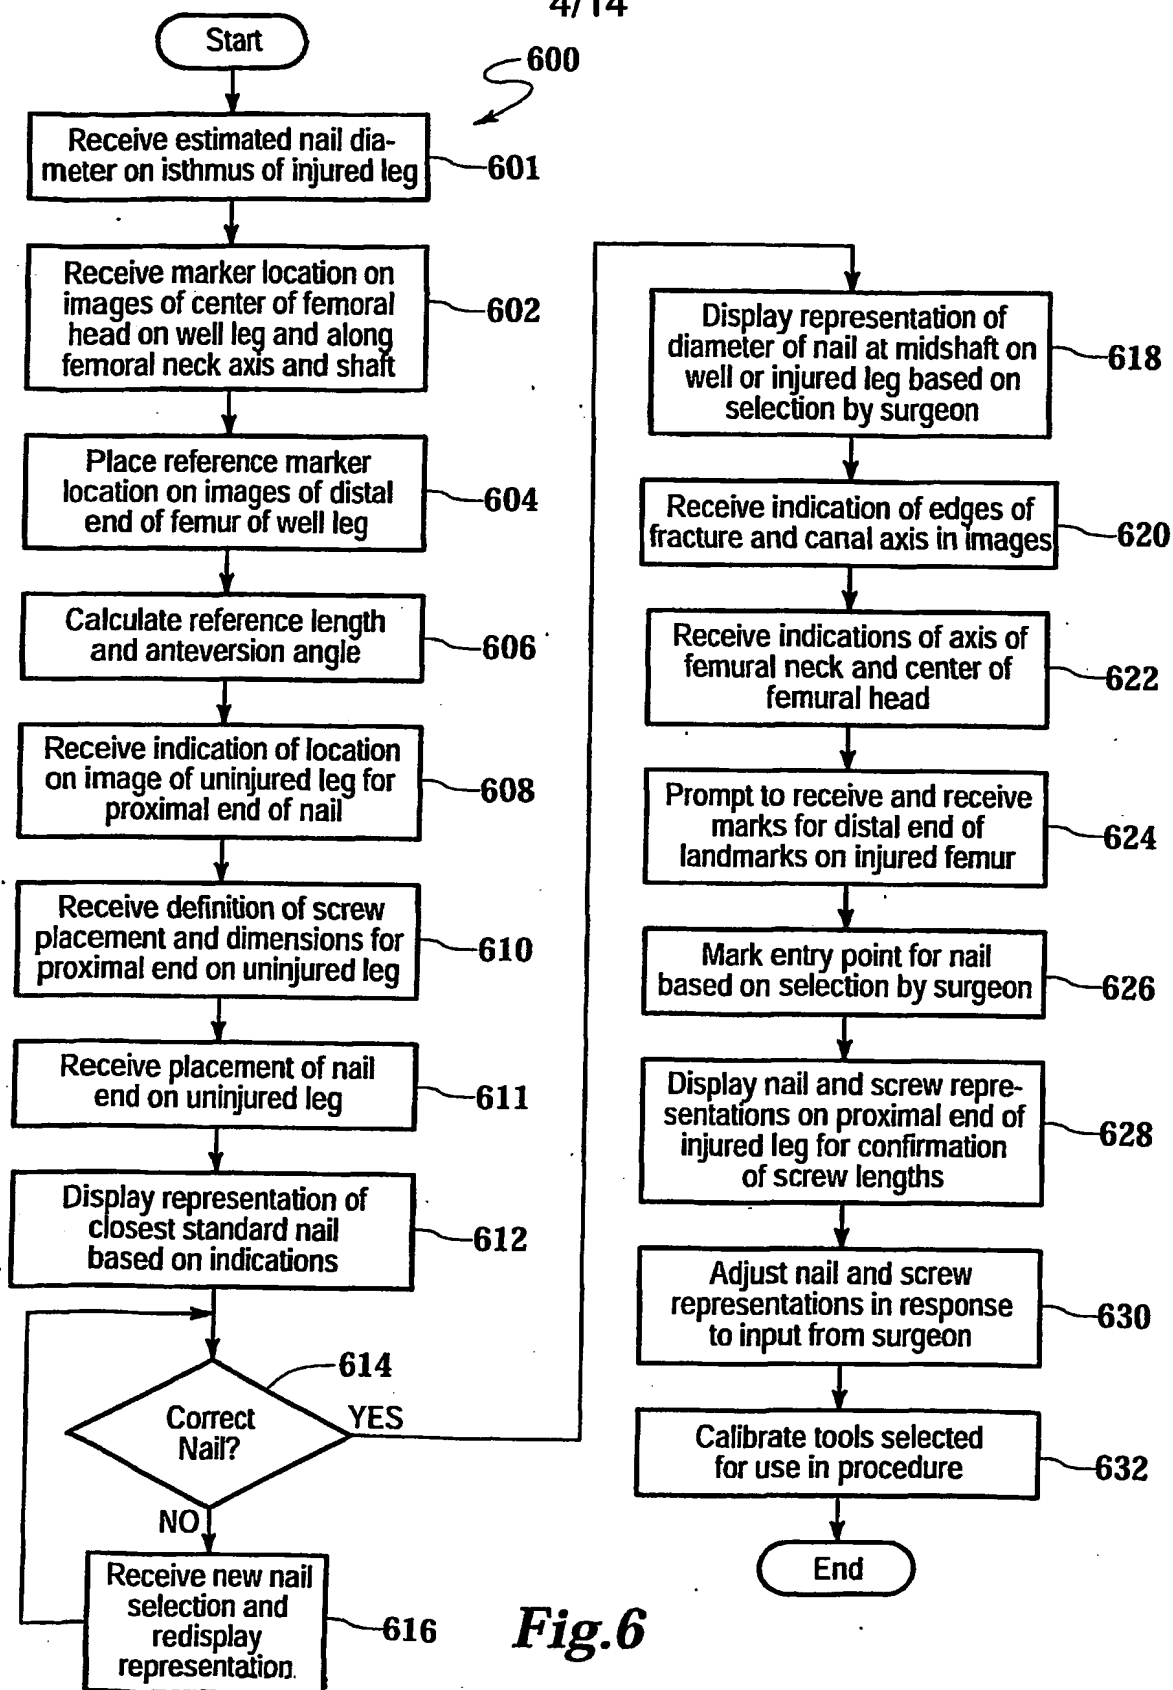 4/14
Start
600
Receive estimated nail dia-
meter on isthmus of injured leg
601
Receive marker location on
images of center of femoral
head on well leg and along
femoral neck axis and shaft
602
Place reference marker
location on images of distal
end of femur of well leg
604
Calculate reference length
and anteversion angle
606
Receive indication of location
on image of uninjured leg for
proximal end of nail
608
Receive definition of screw
placement and dimensions for
proximal end on uninjured leg
610
Receive placement of nail
end on uninjured leg
611
Display representation of
closest standard nail
based on indications
612
614
Correct
Nail?
YES
NO
Receive new nail
selection and
redisplay
representation.
616
Display representation of
diameter of nail at midshaft on
well or injured leg based on
selection by surgeon
618
Receive indication of edges of
fracture and canal axis in images
620
Receive indications of axis of
femural neck and center of
femural head
622
Prompt to receive and receive
marks for distal end of
landmarks on injured femur
624
Mark entry point for nail
based on selection by surgeon
626
Display nail and screw repre-
sentations on proximal end of
injured leg for confirmation
of screw lengths
628
Adjust nail and screw
representations in response
to input from surgeon
630
Calibrate tools selected
for use in procedure
632
End
Fig.6